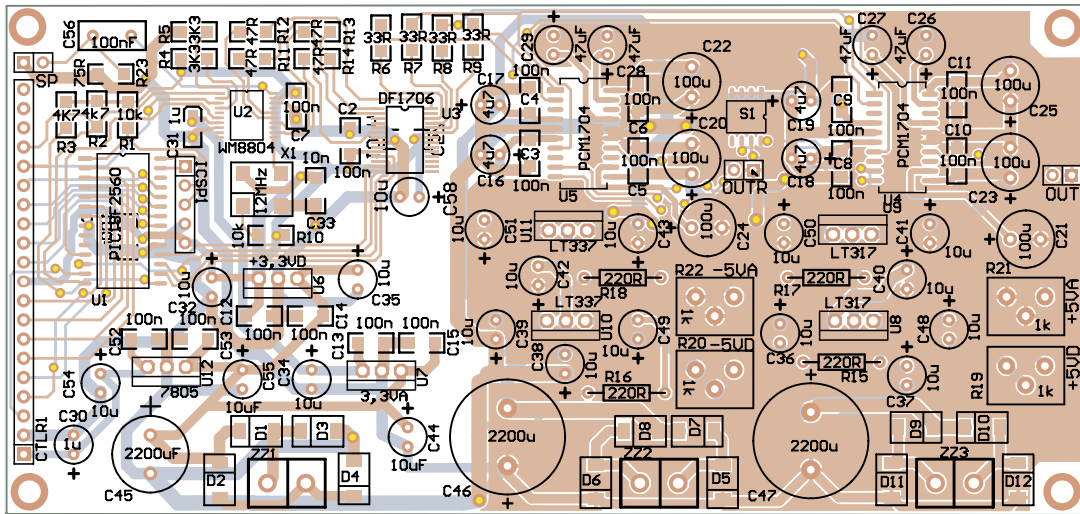 C56
100nF
R5
3K3
R4
3K3
47R
R12
R11
47R
47R
R13
R14
47R
33R
33R
33R
33R
R6
R7
R8
R9
C29
47uF
C28
C27
47uF
C26
C22
100u
C11
100n
SP
75R
R23
4K7
4k7
10k
R3
R2
R1
1u
C31
U2
WM8804
100n
C7
C2
100n
DF1706
U3
C17
4u7
100n
C4
C3
100n
4u7
C16
PCM1704
U5
C6
100n
100n
C5
C20
100u
S1
OUTR
4u7
C19
4u7
C18
C9
100n
C8
100n
PCM1704
U4
C10
100n
100u
C25
100u
C23
OUT
ICSP1
X1
12MHz
10n
C33
10k
R10
10u
C58
PIC18F2560
U1
10u
C51
U11
LT337
10u
C43
100u
C24
10u
C50
LT317
C41
10u
100u
C21
+3,3VD
U6
10u
C32
10u
C35
C12
100n
C14
100n
C42
10u
220R
R18
R22
-5VA
1k
R17
220R
C40
10u
R21
1k
+5VA
C52
100n
100n
C53
C13
100n
100n
C15
C39
10u
LT337
U10
10u
C49
C36
10u
LT317
U8
C48
10u
7805
U12
C54
10u
C55
10uF
C34
10u
3,3VA
U7
C38
10u
R16
220R
R20
-5VD
1k
220R
R15
10u
C37
R19
1k
+5VD
CTLR1
C30
1u
2200uF
C45
D1
D3
D2
ZZ1
D4
C44
10uF
2200u
C46
D8
D7
D6
ZZ2
D5
2200u
C47
D9
D10
D11
ZZ3
D12